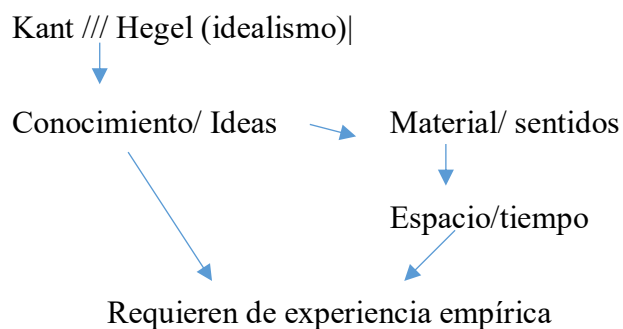 Kant /// Hegel (idealismo)|
Conocimiento/ Ideas Material/ sentidos
Espacio/tiempo
Requieren de experiencia empírica